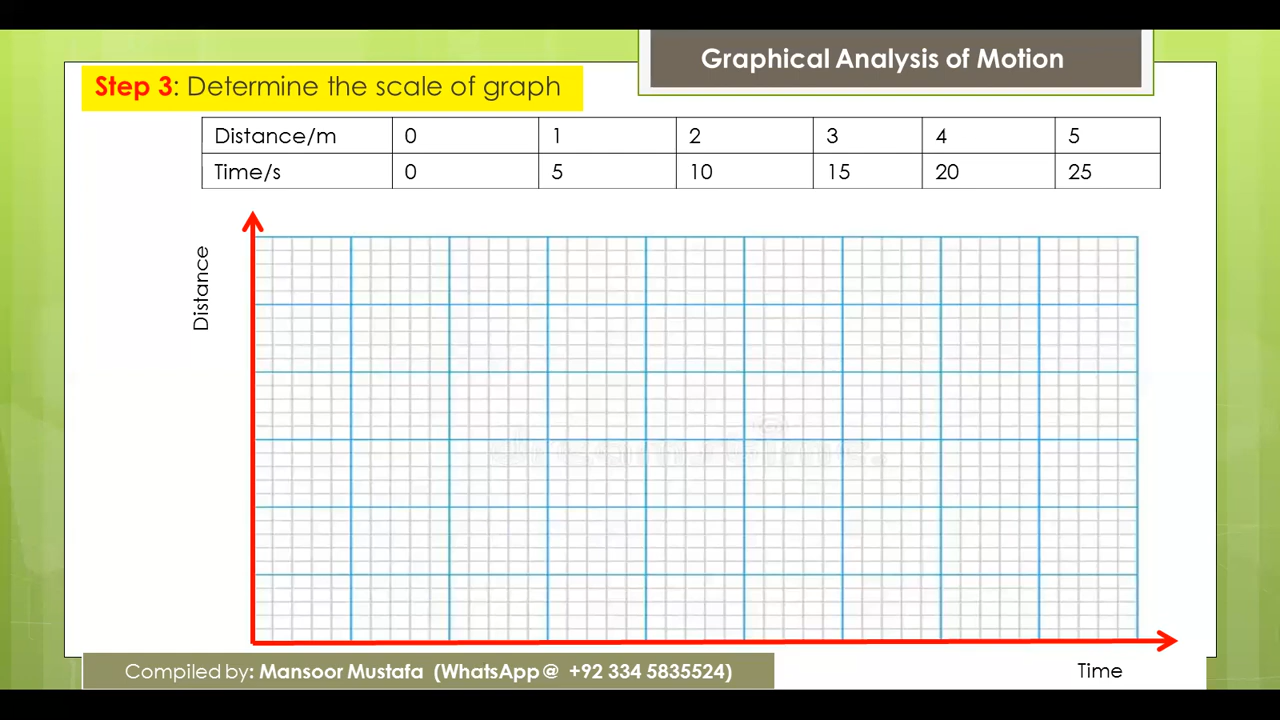 Graphical Analysis of Motion
Step 3: Determine the scale of graph
Distance/m 0 1 2 3 4 5
Time/s 0 5 10 15 20 25
Distance
dreamstime.
Time
Compiled by: Mansoor Mustafa (WhatsApp @ +92 334 5835524)